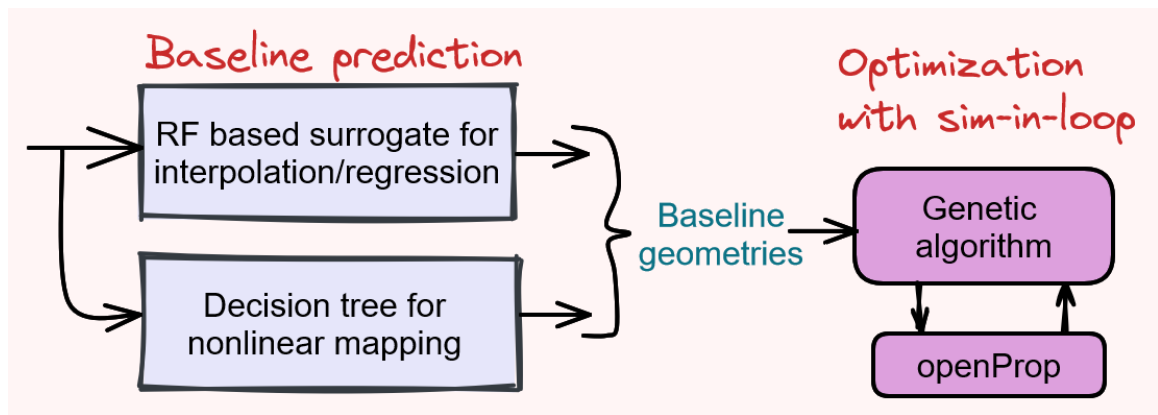 Baseline prediction
RF based surrogate for
interpolation/regression
Decision tree for
nonlinear mapping
Baseline
geometries
Optimization
with sim-in-loop
Genetic
algorithm
openProp